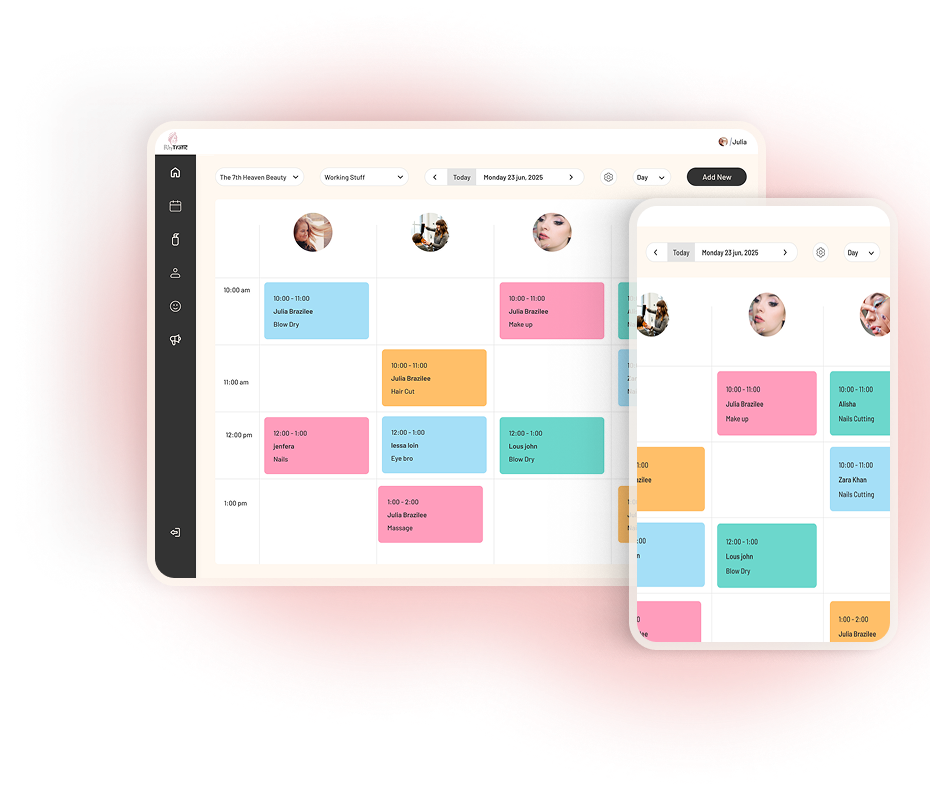 /Julia
The 7th Heaven Beauty
Working Stuff
Today
Monday 23 jun, 2025
Day
Add New
10:00 am
10:00 - 11:00
Julia Brazilee
Blow Dry
10:00 - 11:00
Julia Brazilee
Make up
11:00 am
10:00 - 11:00
Julia Brazilee
Hair Cut
12:00 pm
12:00 - 1:00
jenfera
Nails
12:00 - 1:00
Iessa loin
Eye bro
12:00 - 1:00
Lous john
Blow Dry
1:00 pm
1:00 - 2:00
Julia Brazilee
Massage
Today
Monday 23 jun, 2025
Day
10:00 - 11:00
Julia Brazilee
Make up
10:00 - 11:00
Alisha
Nails Cutting
10:00 - 11:00
Zara Khan
Nails Cutting
12:00 - 1:00
Lous john
Blow Dry
1:00 - 2:00
Julia Brazilee